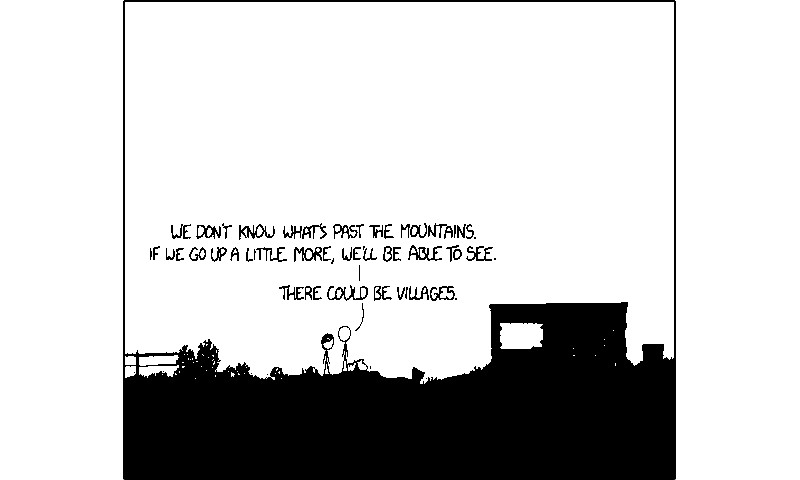 WE DON'T KNOW WHAT'S PAST THE MOUNTAINS.
IF WE GO UP A LITTLE MORE, WE'LL BE ABLE TO SEE.
THERE COULD BE VILLAGES.